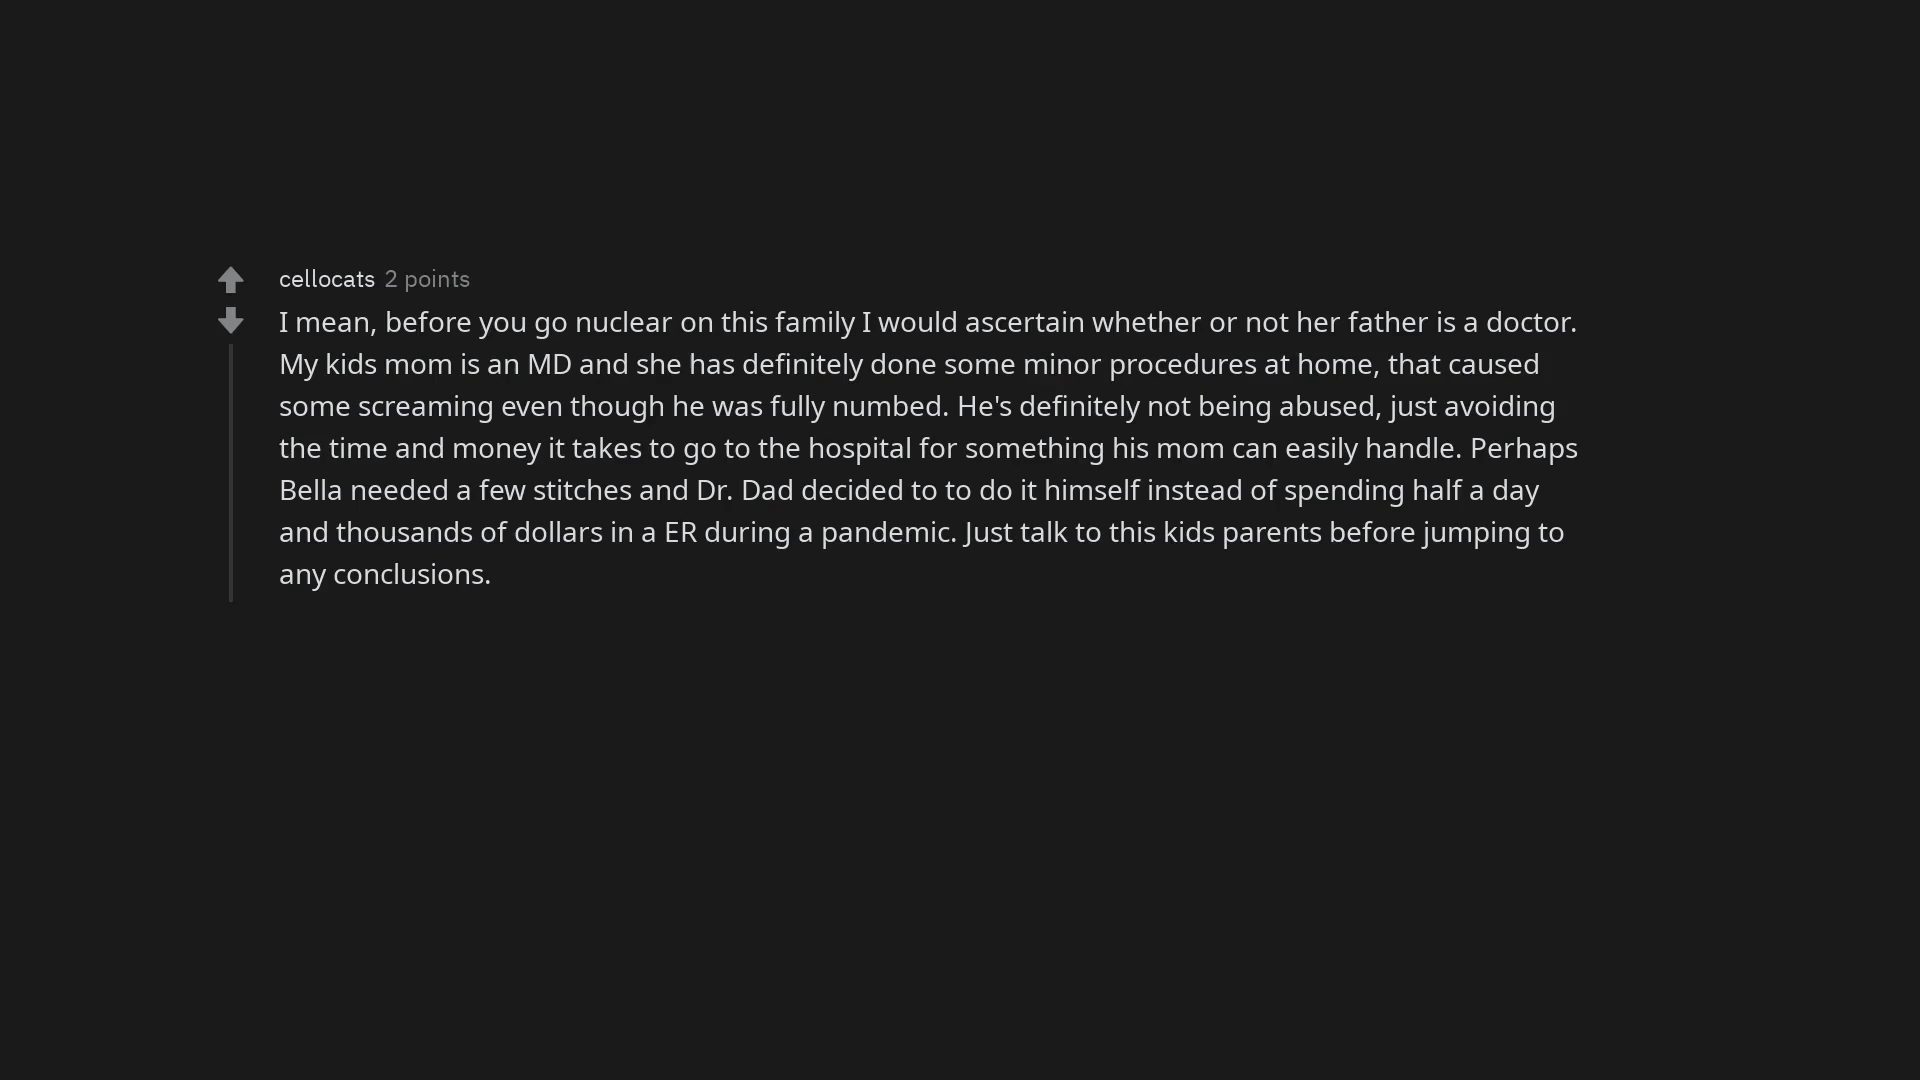 cellocats 2 points
I mean, before you go nuclear on this family I would ascertain whether or not her father is a doctor.
My kids mom is an MD and she has definitely done some minor procedures at home, that caused
some screaming even though he was fully numbed. He's definitely not being abused, just avoiding
the time and money it takes to go to the hospital for something his mom can easily handle. Perhaps
Bella needed a few stitches and Dr. Dad decided to to do it himself instead of spending half a day
and thousands of dollars in a ER during a pandemic. Just talk to this kids parents before jumping to
any conclusions.